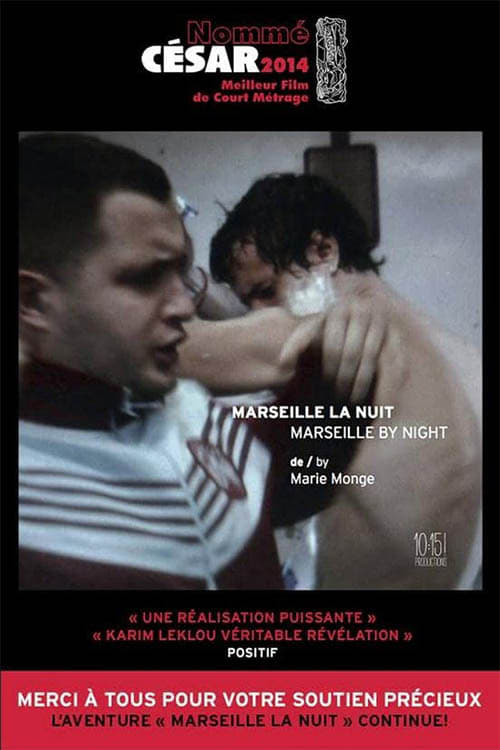 Nommé
CÉSAR 2014
Meilleur Film
de Court Métrage
MARSEILLE LA NUIT
MARSEILLE BY NIGHT
de / by
Marie Monge
10:15!
PRODUCTIONS
« UNE RÉALISATION PUISSANTE »
« KARIM LEKLOU VÉRITABLE RÉVÉLATION »
POSITIF
MERCI À TOUS POUR VOTRE SOUTIEN PRÉCIEUX
L'AVENTURE « MARSEILLE LA NUIT » CONTINUE!